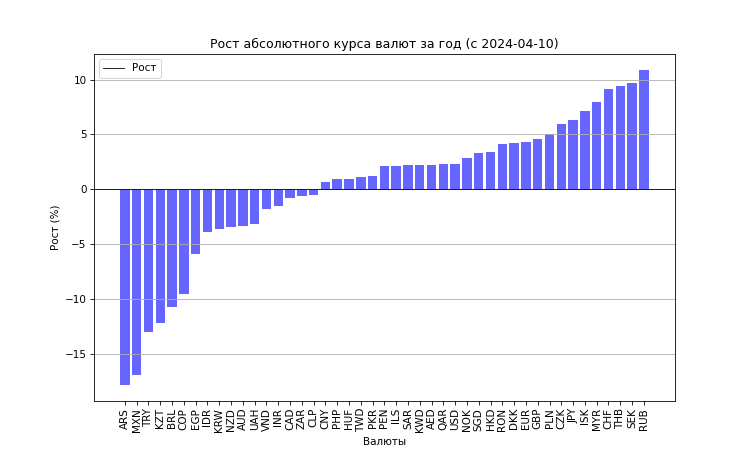 Рост абсолютного курса валют за год (с 2024-04-10)
Рост
10
5
0
−5
−10
−15
Рост (%)
ARS MXN TRY KZT BRL COP EGP IDR KRW NZD AUD UAH VND INR CAD ZAR CLP CNY PHP HUF TWD PKR PEN ILS SAR KWD AED QAR USD NOK SGD HKD RON DKK EUR GBP PLN CZK JPY ISK MYR CHF THB SEK RUB
Валюты